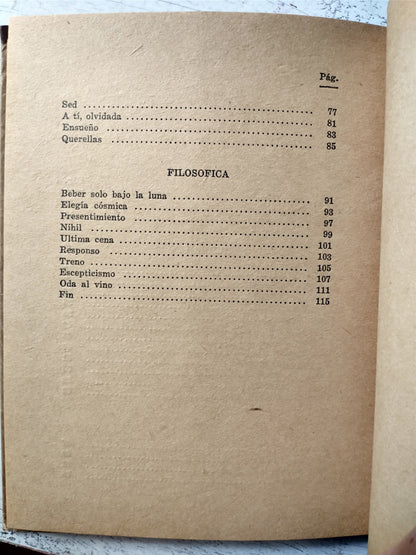 Pág.
Sed ........................................ 77
A tí, olvidada ........................................ 81
Ensueño ........................................ 83
Querellas ........................................ 85
FILOSOFICA
Beber solo bajo la luna ........................................ 91
Elegía cósmica ........................................ 93
Presentimiento ........................................ 97
Nihil ........................................ 99
Ultima cena ........................................ 101
Responso ........................................ 103
Treno ........................................ 105
Escepticismo ........................................ 107
Oda al vino ........................................ 111
Fin ........................................ 115